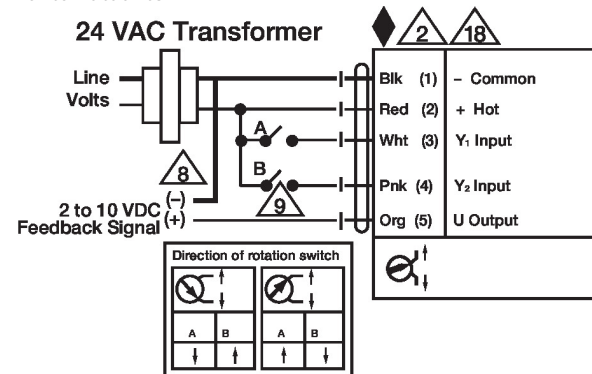 24 VAC Transformer
2 18
Line
Volts
Blk (1) – Common
Red (2) + Hot
A
Wht (3) Y₁ Input
B
Pnk (4) Y₂ Input
8
9
2 to 10 VDC (–)
Feedback Signal (+)
Org (5) U Output
Direction of rotation switch
A B A B